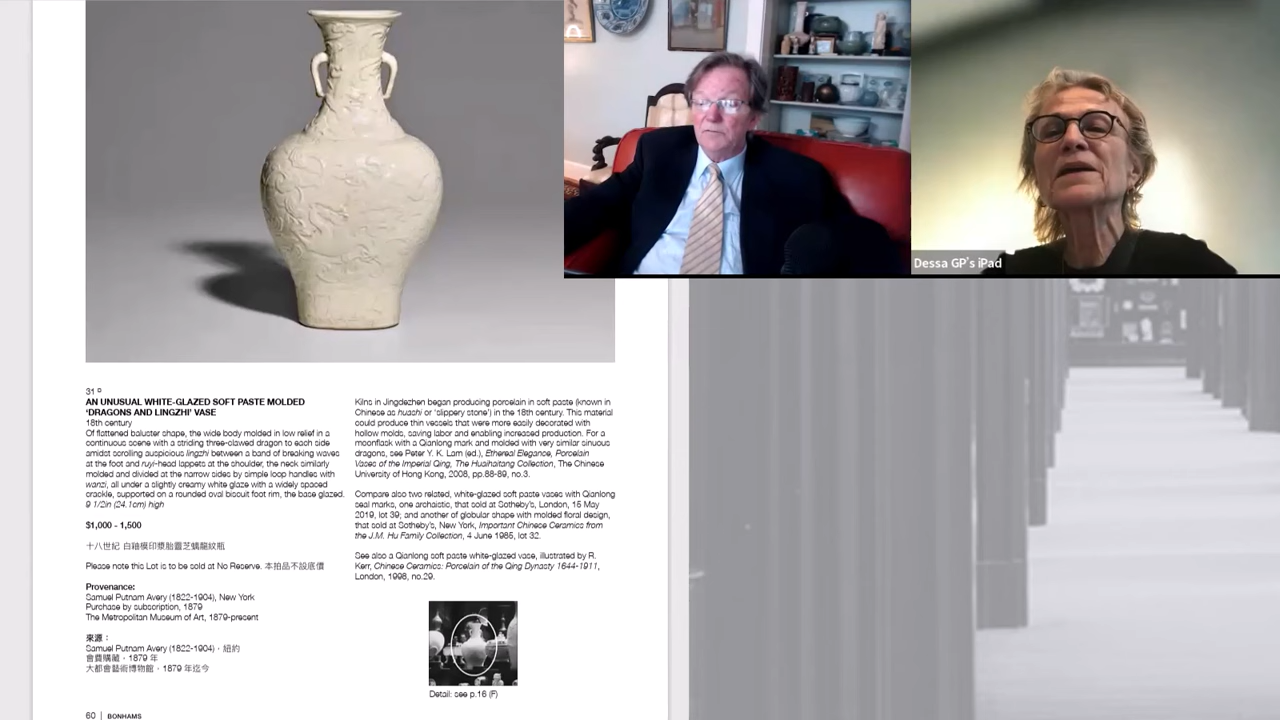 Dessa GP's iPad
31 º
AN UNUSUAL WHITE-GLAZED SOFT PASTE MOLDED
'DRAGONS AND LINGZHI' VASE
18th century
Of flattened baluster shape, the wide body molded in low relief in a
continuous scene with a striding three-clawed dragon to each side
amidst scrolling auspicious lingzhi between a band of breaking waves
at the foot and ruyi-head lappets at the shoulder, the neck similarly
molded and divided at the narrow sides by simple loop handles with
wanzi, all under a slightly creamy white glaze with a widely spaced
crackle, supported on a rounded oval biscuit foot rim, the base glazed.
9 1/2in (24.1cm) high
$1,000 - 1,500
十八世紀 白釉模印漿胎靈芝螭龍紋瓶
Please note this Lot is to be sold at No Reserve. 本拍品不設底價
Provenance:
Samuel Putnam Avery (1822-1904), New York
Purchase by subscription, 1879
The Metropolitan Museum of Art, 1879-present
來源：
Samuel Putnam Avery (1822-1904)，紐約
會費購藏，1879 年
大都會藝術博物館，1879 年迄今
Kilns in Jingdezhen began producing porcelain in soft paste (known in
Chinese as huashi or 'slippery stone') in the 18th century. This material
could produce thin vessels that were more easily decorated with
hollow molds, saving labor and enabling increased production. For a
moonflask with a Qianlong mark and molded with very similar sinuous
dragons, see Peter Y. K. Lam (ed.), Ethereal Elegance, Porcelain
Vases of the Imperial Qing, The Huaihaitang Collection, The Chinese
University of Hong Kong, 2008, pp.88-89, no.3.
Compare also two related, white-glazed soft paste vases with Qianlong
seal marks, one archaistic, that sold at Sotheby's, London, 15 May
2019, lot 39; and another of globular shape with molded floral design,
that sold at Sotheby's, New York, Important Chinese Ceramics from
the J.M. Hu Family Collection, 4 June 1985, lot 32.
See also a Qianlong soft paste white-glazed vase, illustrated by R.
Kerr, Chinese Ceramics: Porcelain of the Qing Dynasty 1644-1911,
London, 1998, no.29.
Detail: see p.16 (F)
60 | BONHAMS